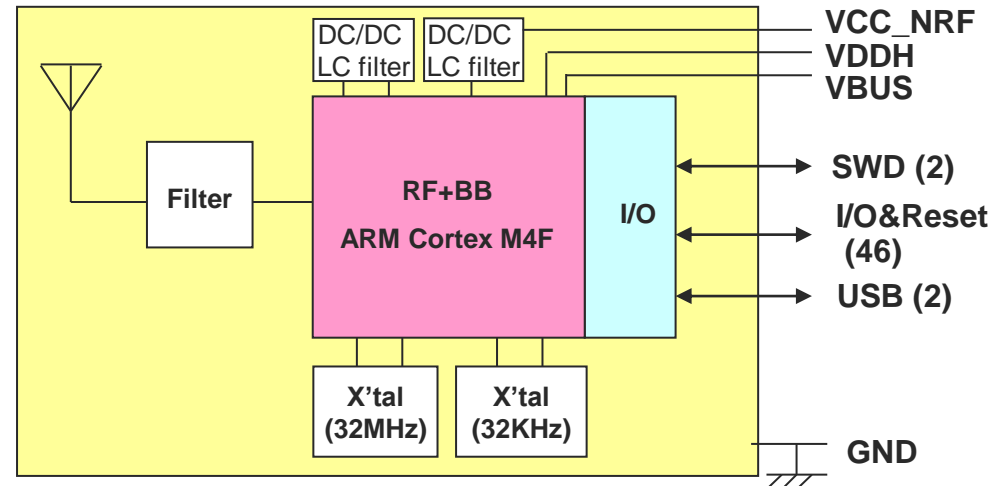 DC/DC
LC filter
DC/DC
LC filter
VCC_NRF
VDDH
VBUS
Filter
RF+BB
ARM Cortex M4F
I/O
SWD (2)
I/O&Reset
(46)
USB (2)
X’tal
(32MHz)
X’tal
(32KHz)
GND